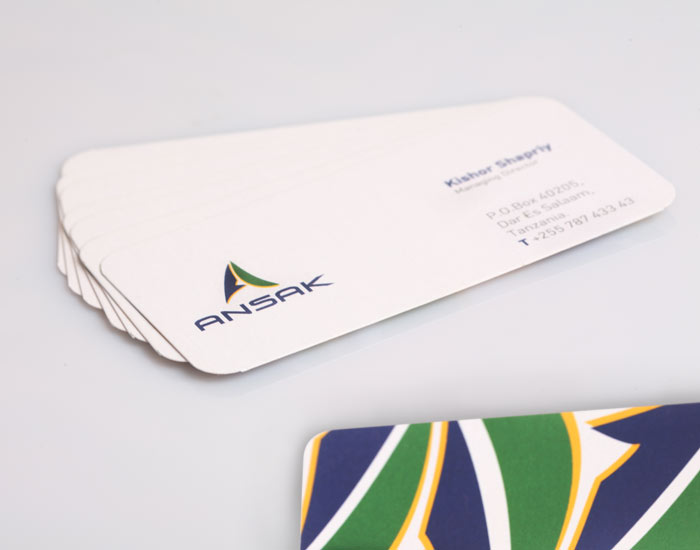 Kishor Shapriy
Managing Director
P.O.Box 40205,
Dar Es Salaam,
Tanzania.
T +255 787 433 43
ANSAK